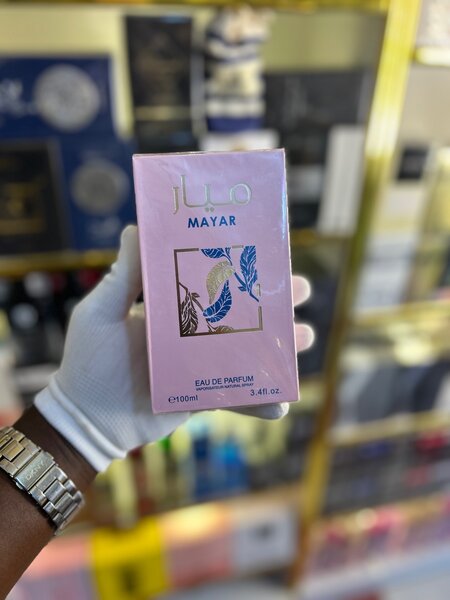 ميار
MAYAR
EAU DE PARFUM
VAPORISATEUR NATURAL SPRAY
℮100ml 3.4fl.oz.